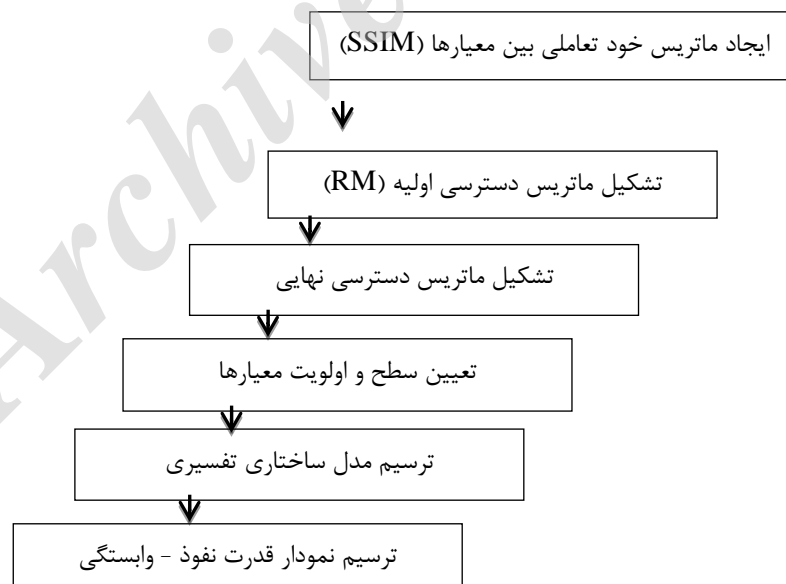 ایجاد ماتریس خود تعاملی بین معیارها (SSIM)
تشکیل ماتریس دسترسی اولیه (RM)
تشکیل ماتریس دسترسی نهایی
تعیین سطح و اولویت معیارها
ترسیم مدل ساختاری تفسیری
ترسیم نمودار قدرت نفوذ - وابستگی
Archive